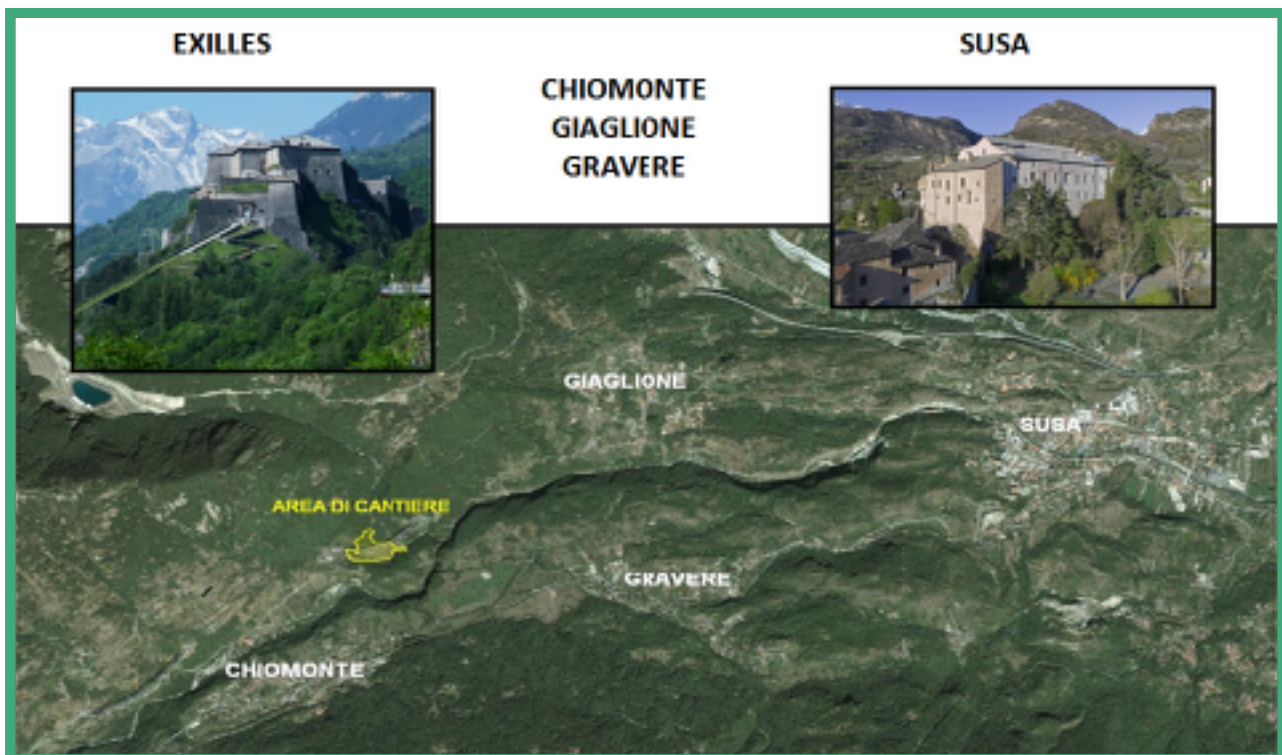 EXILLES
SUSA
CHIOMONTE
GIAGLIONE
GRAVERE
GIAGLIONE
SUSA
AREA DI CANTIERE
GRAVERE
CHIOMONTE